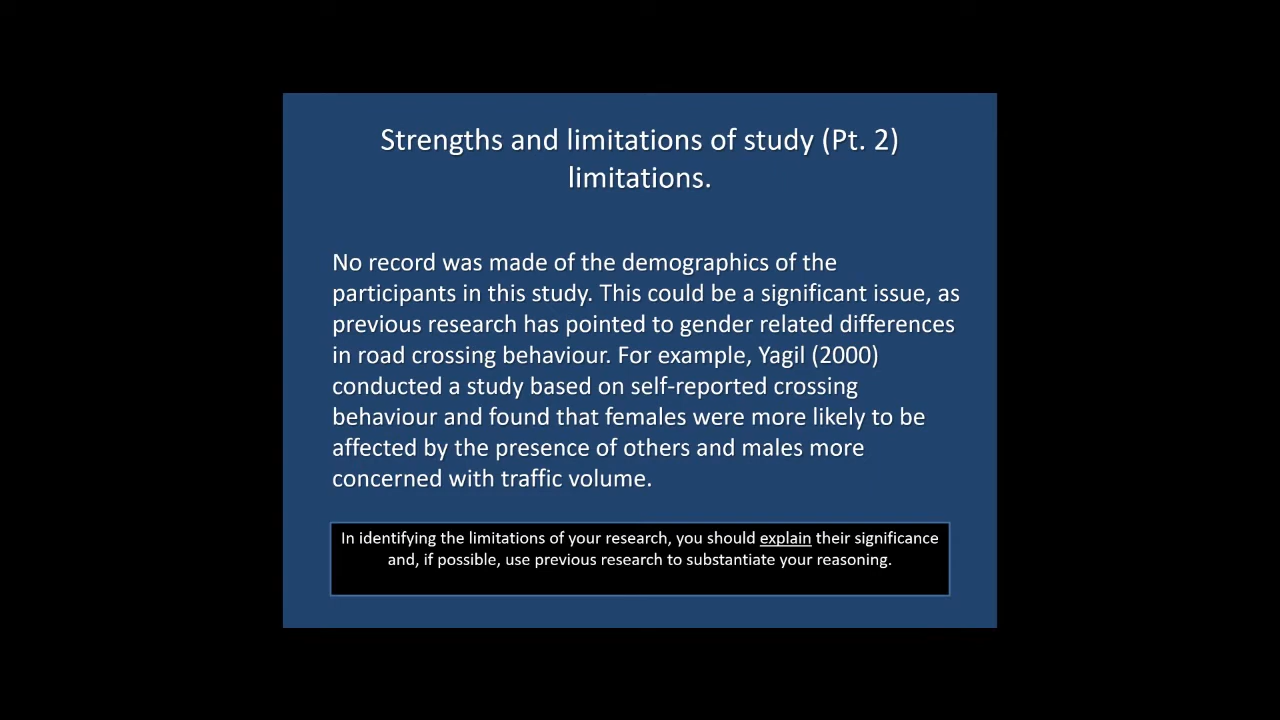 Strengths and limitations of study (Pt. 2)
limitations.
No record was made of the demographics of the
participants in this study. This could be a significant issue, as
previous research has pointed to gender related differences
in road crossing behaviour. For example, Yagil (2000)
conducted a study based on self-reported crossing
behaviour and found that females were more likely to be
affected by the presence of others and males more
concerned with traffic volume.
In identifying the limitations of your research, you should explain their significance
and, if possible, use previous research to substantiate your reasoning.